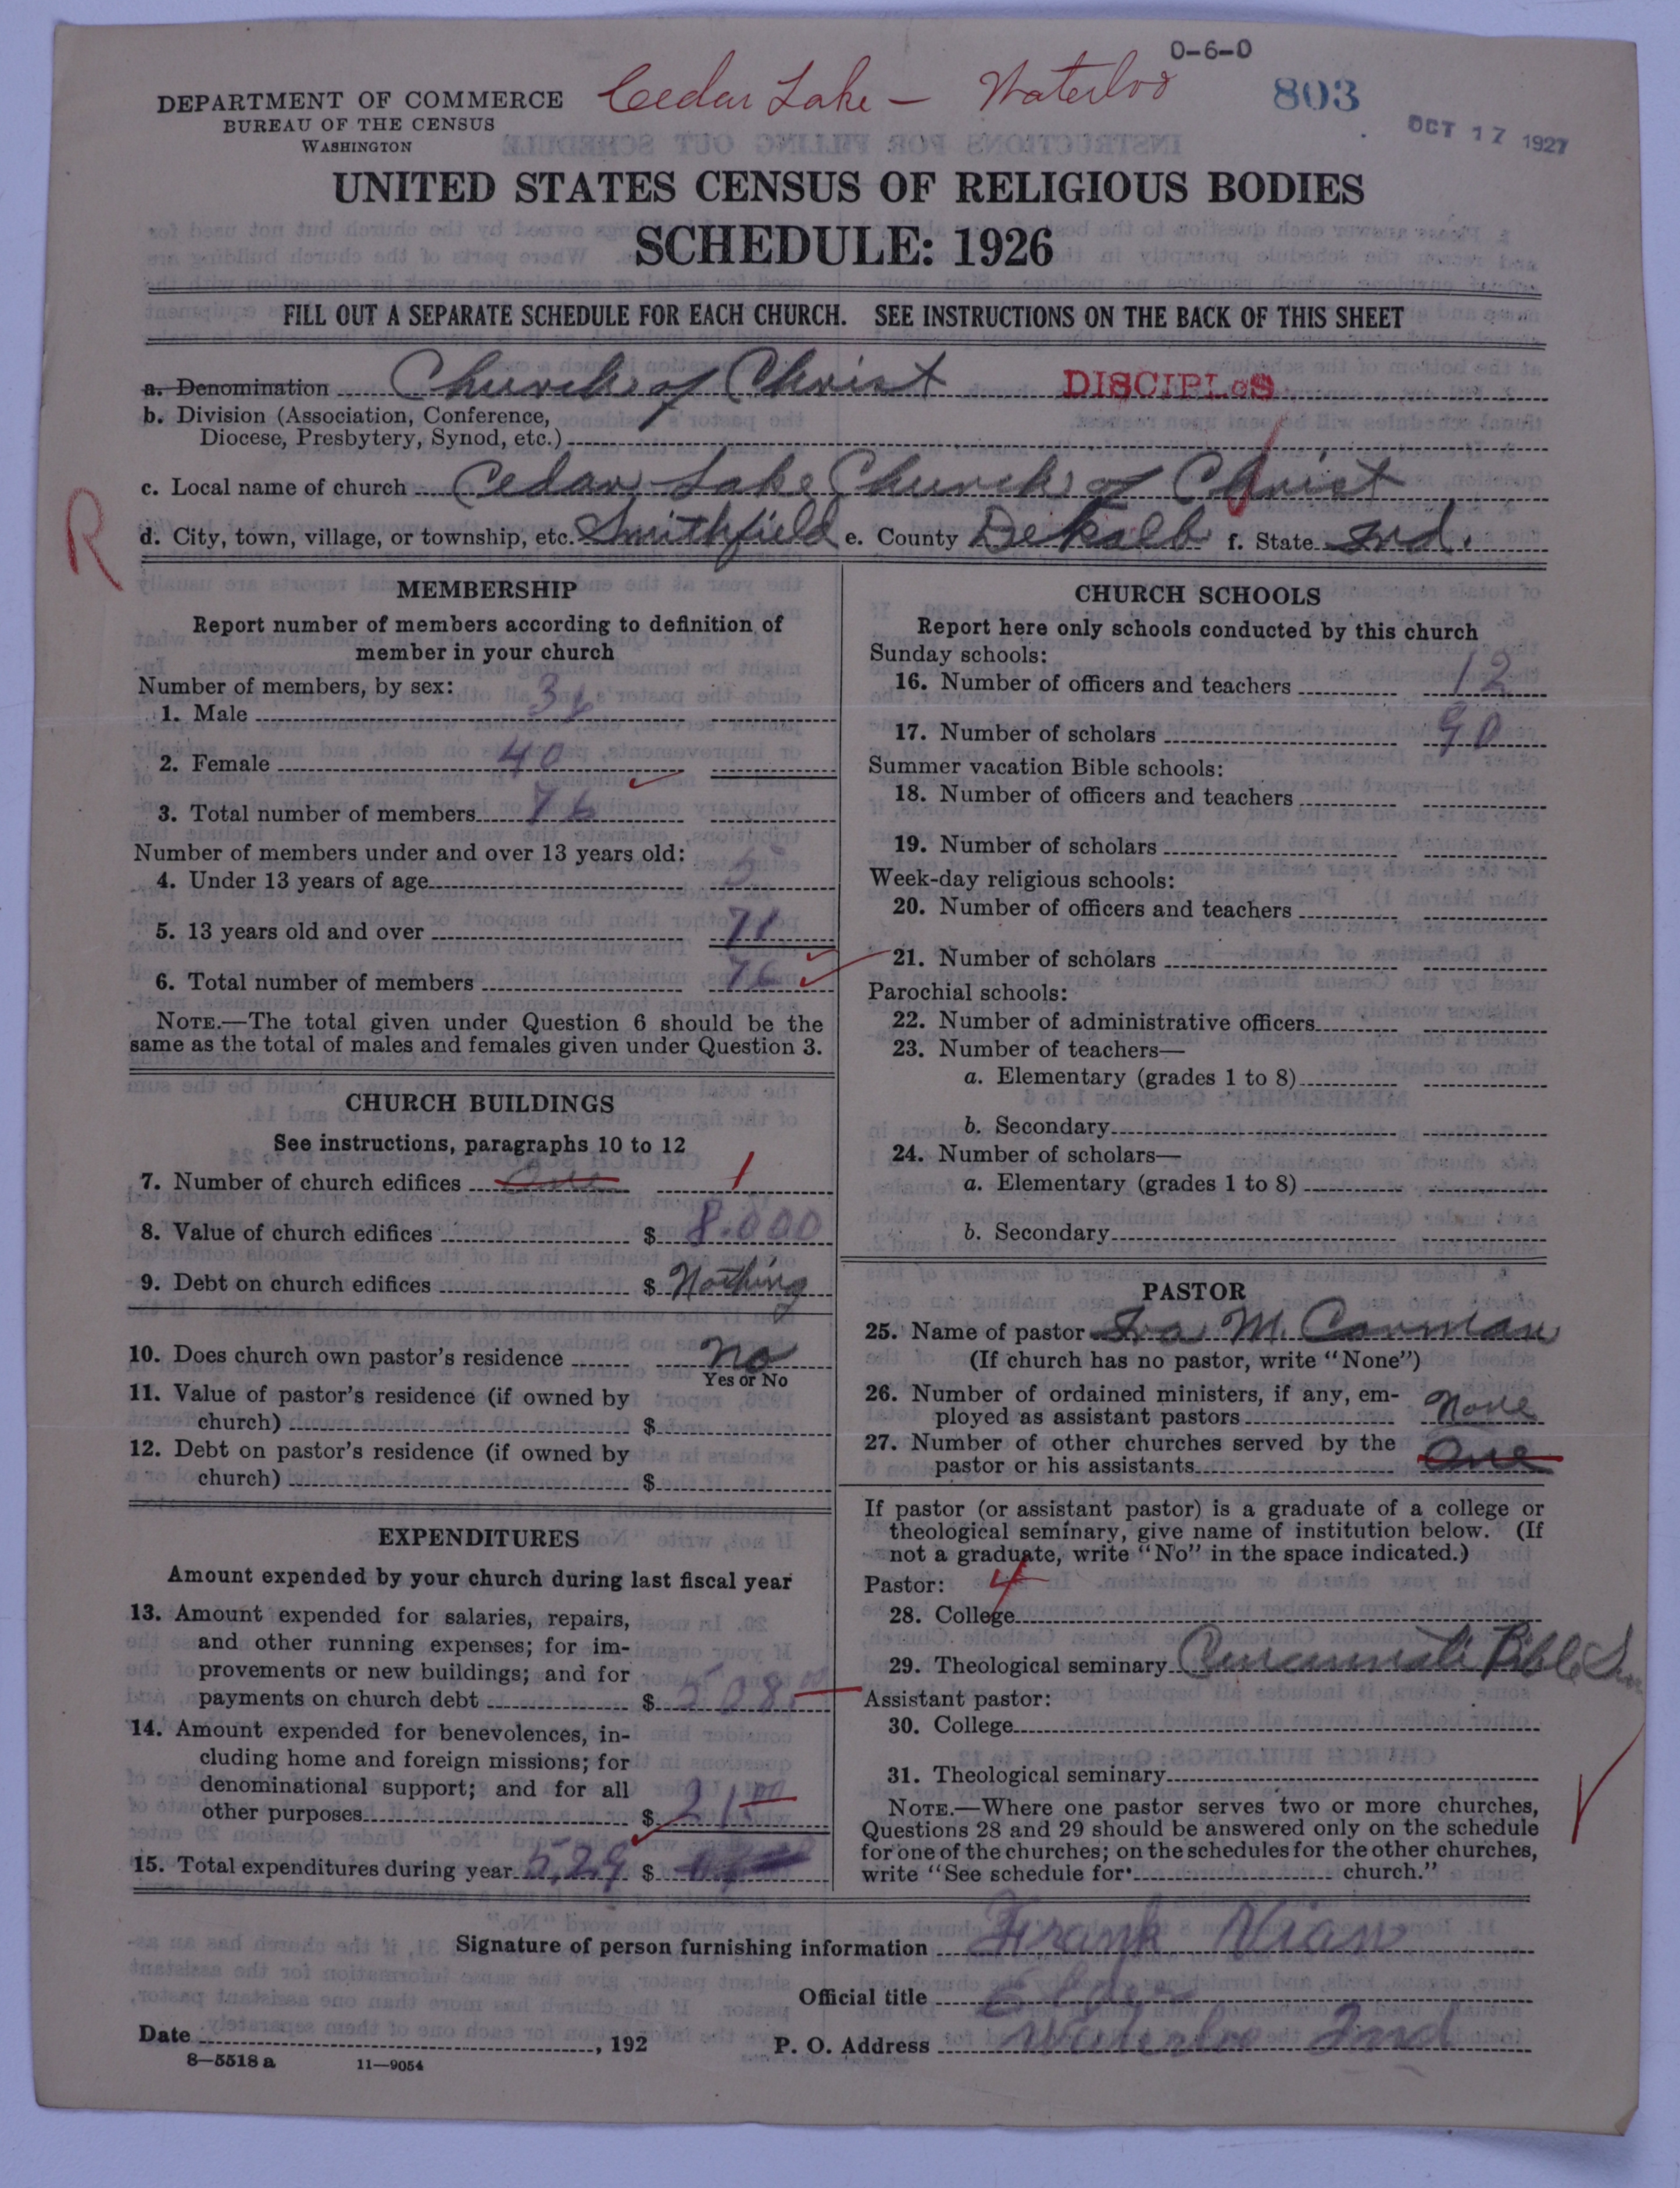 O-6-O
Cedar Lake – Waterloo
803
OCT 17 1927
DEPARTMENT OF COMMERCE
BUREAU OF THE CENSUS
WASHINGTON
UNITED STATES CENSUS OF RELIGIOUS BODIES
SCHEDULE: 1926
FILL OUT A SEPARATE SCHEDULE FOR EACH CHURCH. SEE INSTRUCTIONS ON THE BACK OF THIS SHEET
a. Denomination Church of Christ DISCIPLeS
b. Division (Association, Conference,
Diocese, Presbytery, Synod, etc.)
c. Local name of church Cedar Lake Church of Christ
R
d. City, town, village, or township, etc. Smithfield e. County DeKalb f. State Ind.
MEMBERSHIP
Report number of members according to definition of
member in your church
Number of members, by sex:
1. Male 36
2. Female 40
3. Total number of members 76
Number of members under and over 13 years old:
4. Under 13 years of age 5
5. 13 years old and over 71
6. Total number of members 76
NOTE.—The total given under Question 6 should be the
same as the total of males and females given under Question 3.
CHURCH BUILDINGS
See instructions, paragraphs 10 to 12
7. Number of church edifices One 1
8. Value of church edifices $ 8.000
9. Debt on church edifices $ Nothing
10. Does church own pastor's residence no
Yes or No
11. Value of pastor's residence (if owned by
church) $
12. Debt on pastor's residence (if owned by
church) $
EXPENDITURES
Amount expended by your church during last fiscal year
13. Amount expended for salaries, repairs,
and other running expenses; for im-
provements or new buildings; and for
payments on church debt $ 508.00
14. Amount expended for benevolences, in-
cluding home and foreign missions; for
denominational support; and for all
other purposes $ 21.00
15. Total expenditures during year 529 $
CHURCH SCHOOLS
Report here only schools conducted by this church
Sunday schools:
16. Number of officers and teachers 12
17. Number of scholars 90
Summer vacation Bible schools:
18. Number of officers and teachers
19. Number of scholars
Week-day religious schools:
20. Number of officers and teachers
21. Number of scholars
Parochial schools:
22. Number of administrative officers
23. Number of teachers—
a. Elementary (grades 1 to 8)
b. Secondary
24. Number of scholars—
a. Elementary (grades 1 to 8)
b. Secondary
PASTOR
25. Name of pastor Ira M. Carman
(If church has no pastor, write "None")
26. Number of ordained ministers, if any, em-
ployed as assistant pastors None
27. Number of other churches served by the
pastor or his assistants One
If pastor (or assistant pastor) is a graduate of a college or
theological seminary, give name of institution below. (If
not a graduate, write "No" in the space indicated.)
Pastor: 4
28. College
29. Theological seminary Cincinnati Bible Sem
Assistant pastor:
30. College
31. Theological seminary
NOTE.—Where one pastor serves two or more churches,
Questions 28 and 29 should be answered only on the schedule
for one of the churches; on the schedules for the other churches,
write "See schedule for church."
Signature of person furnishing information Frank Vian
Official title Elder
Date , 192 P. O. Address Waterloo Ind
8—5518 a 11—9054